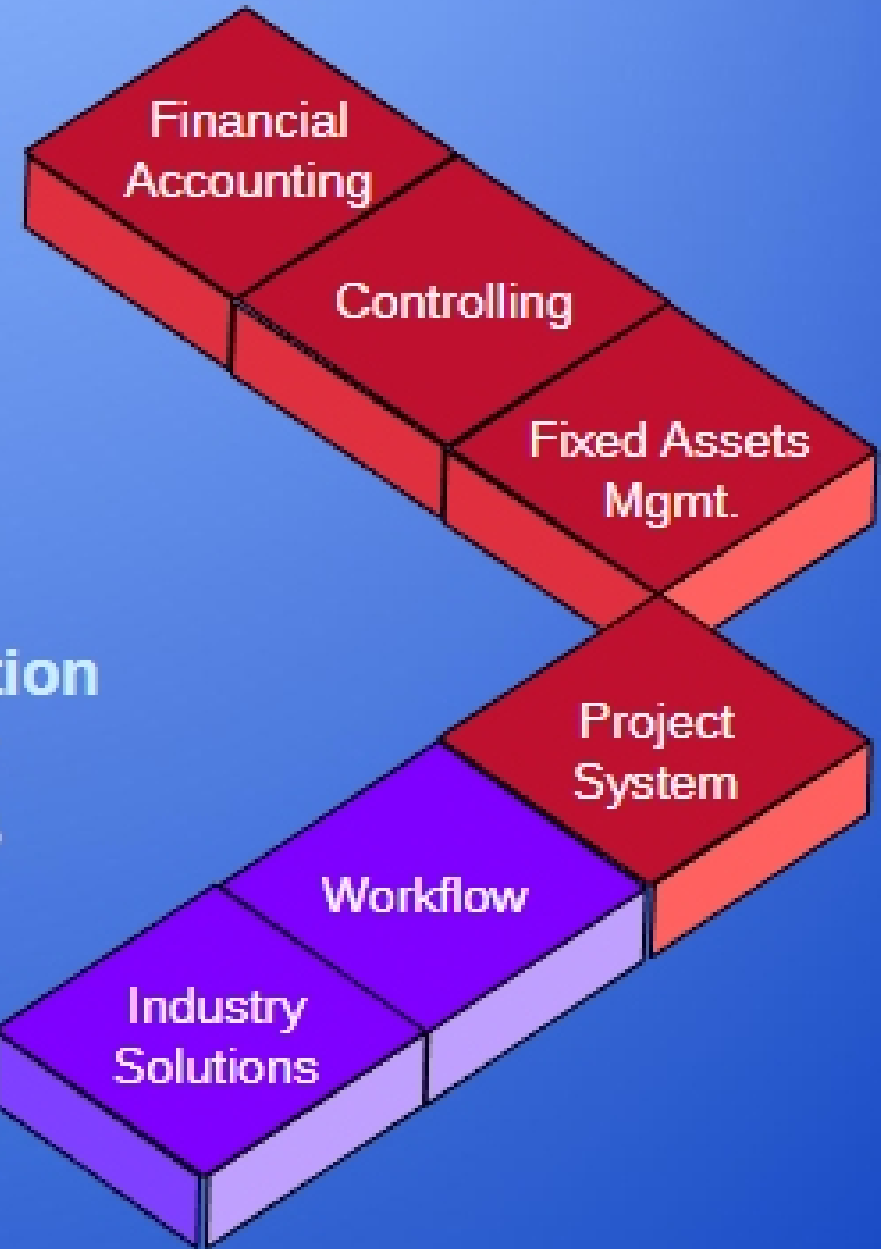 Financial
Accounting
Controlling
Fixed Assets
Mgmt.
tion
Project
System
Workflow
Industry
Solutions